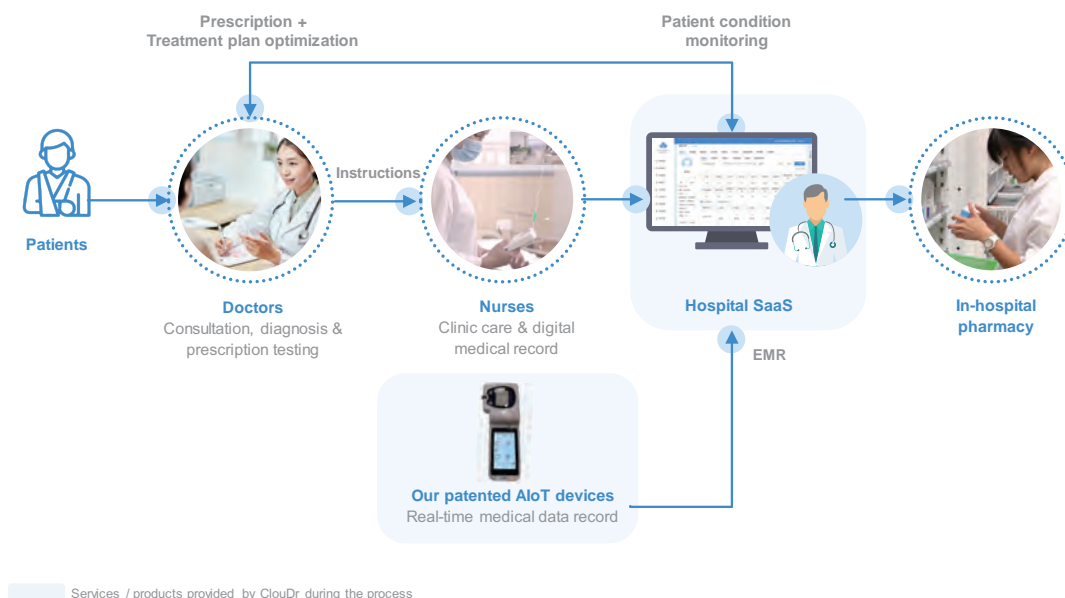 Prescription +
Treatment plan optimization
Patient condition
monitoring
Instructions
Patients
Doctors
Consultation, diagnosis &
prescription testing
Nurses
Clinic care & digital
medical record
Hospital SaaS
In-hospital
pharmacy
EMR
Our patented AIoT devices
Real-time medical data record
Services / products provided by ClouDr during the process